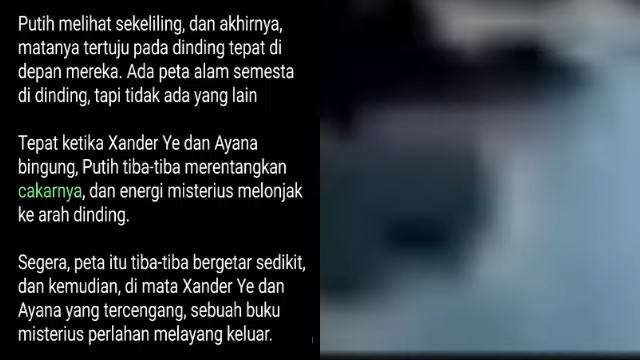 Putih melihat sekeliling, dan akhirnya,
matanya tertuju pada dinding tepat di
depan mereka. Ada peta alam semesta
di dinding, tapi tidak ada yang lain
Tepat ketika Xander Ye dan Ayana
bingung, Putih tiba-tiba merentangkan
cakarnya, dan energi misterius melonjak
ke arah dinding.
Segera, peta itu tiba-tiba bergetar sedikit,
dan kemudian, di mata Xander Ye dan
Ayana yang tercengang, sebuah buku
misterius perlahan melayang keluar.